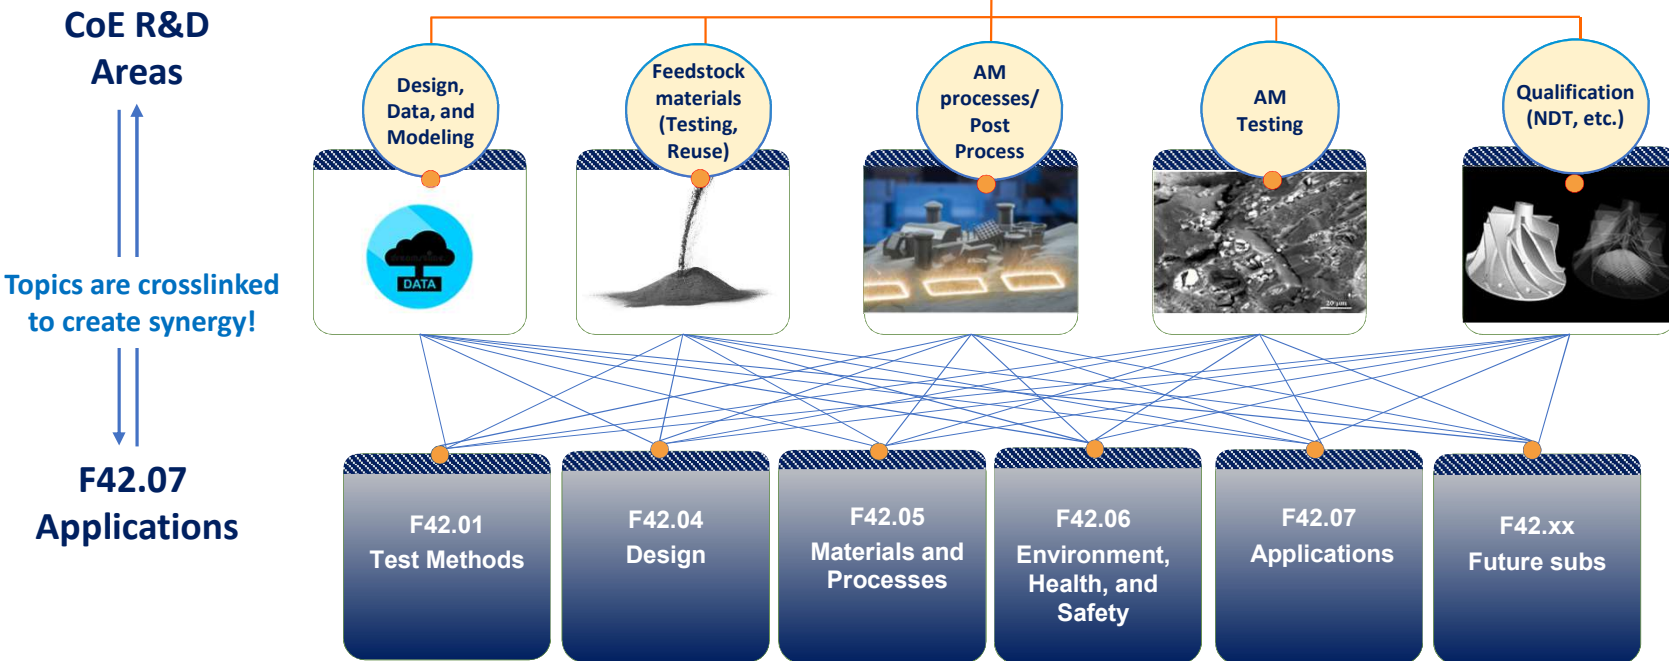 CoE R&D
Areas
Design,
Data, and
Modeling
Feedstock
materials
(Testing,
Reuse)
AM
processes/
Post
Process
AM
Testing
Qualification
(NDT, etc.)
DATA
20 µm
Topics are crosslinked
to create synergy!
F42.07
Applications
F42.01
Test Methods
F42.04
Design
F42.05
Materials and
Processes
F42.06
Environment,
Health, and
Safety
F42.07
Applications
F42.xx
Future subs